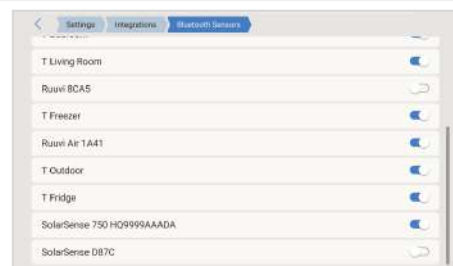 Settings Integrations Bluetooth Sensors
T Living Room
Ruuvi 8CA5
T Freezer
Ruuvi Air 1A41
T Outdoor
T Fridge
SolarSense 750 HQ9999AAADA
SolarSense D87C